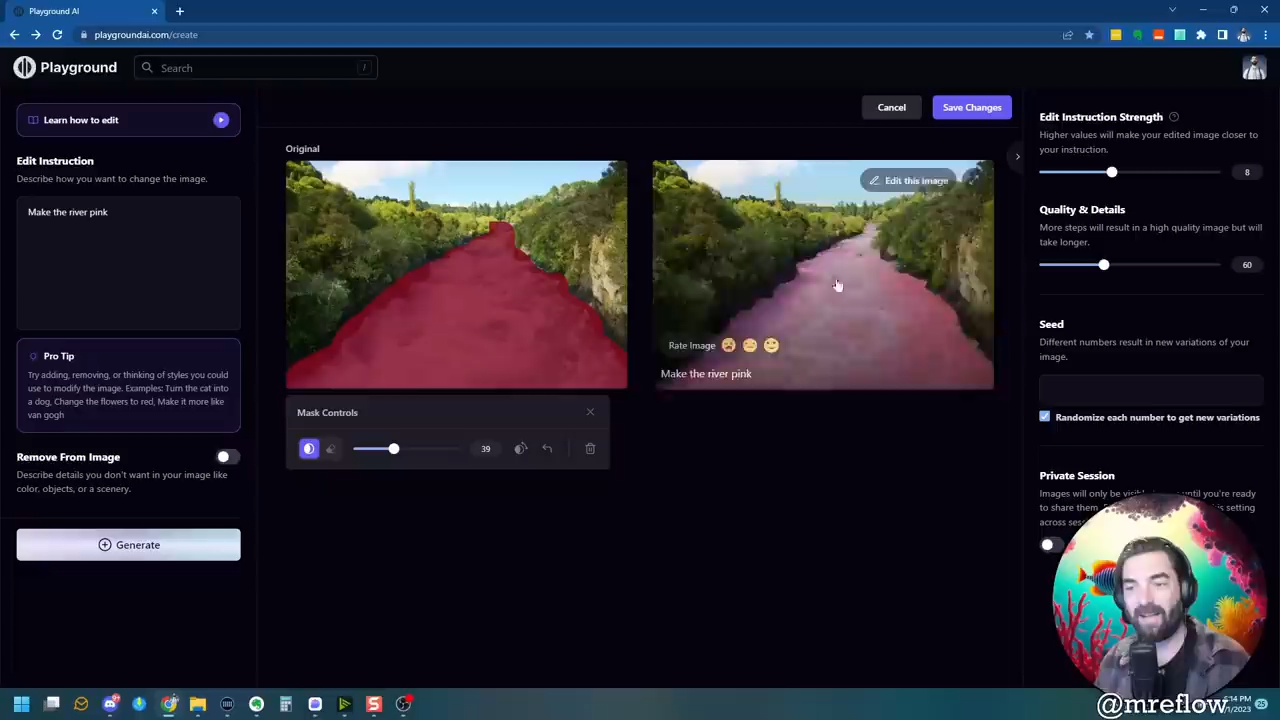 Playground AI
playgroundai.com/create
Playground
Search
/
Learn how to edit
Edit Instruction
Describe how you want to change the image.
Make the river pink
Pro Tip
Try adding, removing, or thinking of styles you could
use to modify the image. Examples: Turn the cat into
a dog, Change the flowers to red, Make it more like
van gogh
Remove From Image
Describe details you don't want in your image like
color, objects, or a scenery.
Generate
Cancel
Save Changes
Original
Edit this image
Rate Image
Make the river pink
Mask Controls
39
Edit Instruction Strength
Higher values will make your edited image closer to
your instruction.
8
Quality & Details
More steps will result in a high quality image but will
take longer.
60
Seed
Different numbers result in new variations of your
image.
Randomize each number to get new variations
Private Session
Images will only be until you're ready
to share them. setting
across
@mreflow